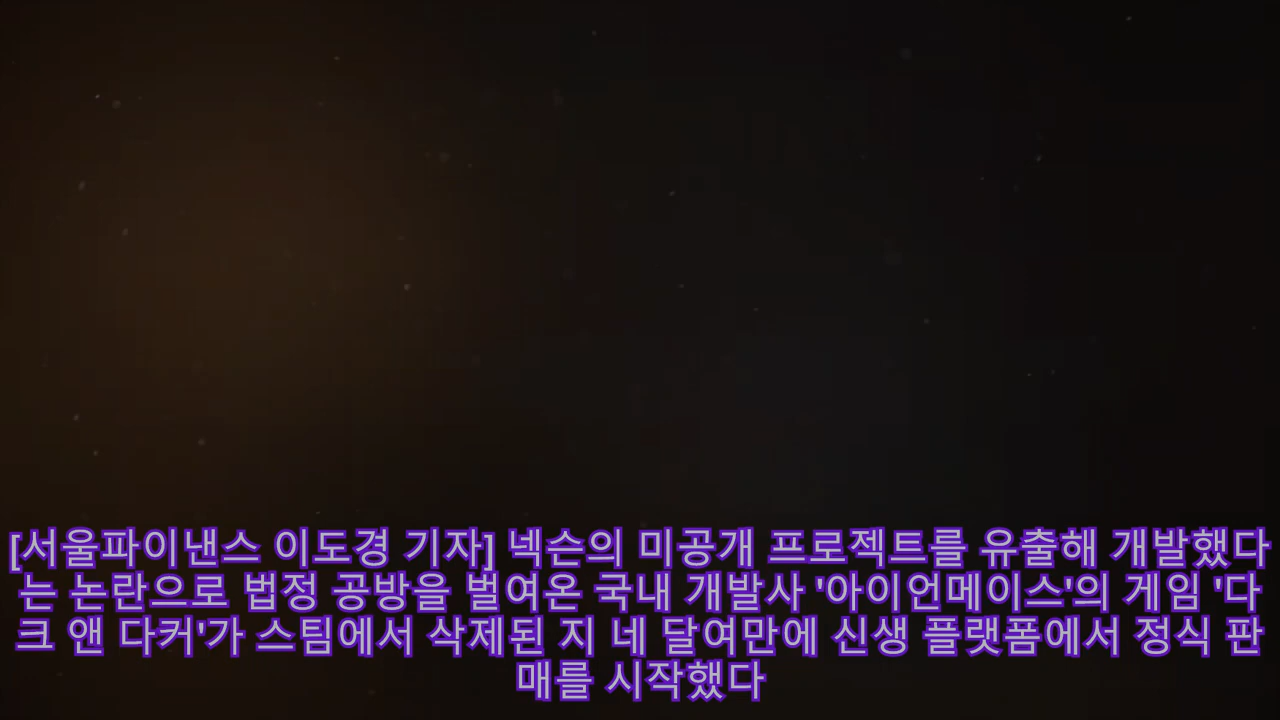 [서울파이낸스 이도경 기자] 넥슨의 미공개 프로젝트를 유출해 개발했다
는 논란으로 법정 공방을 벌여온 국내 개발사 '아이언메이스'의 게임 '다
크 앤 다커'가 스팀에서 삭제된 지 네 달여만에 신생 플랫폼에서 정식 판
매를 시작했다